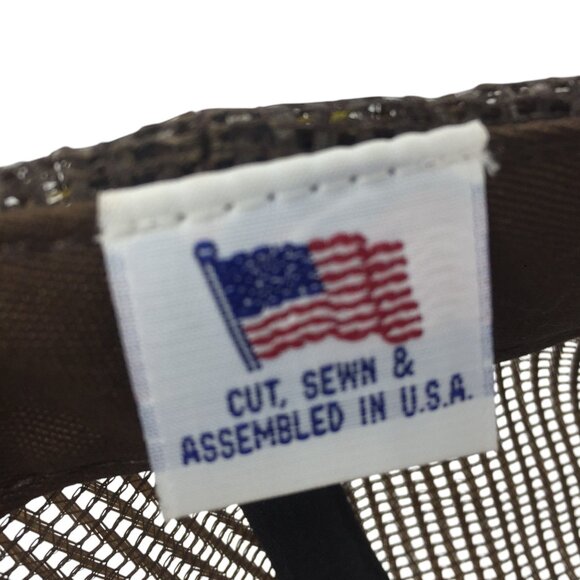 CUT, SEWN &
ASSEMBLED IN U.S.A.